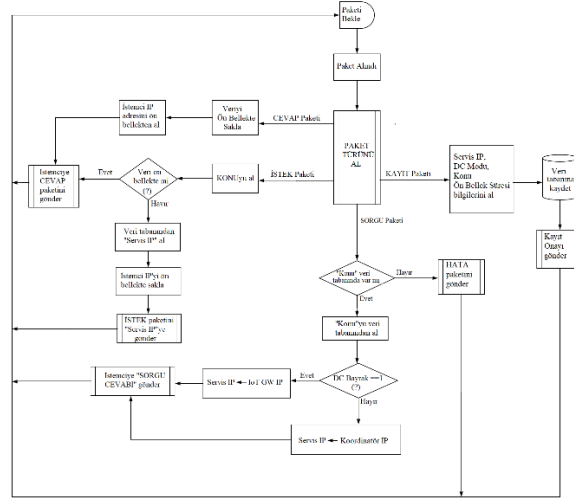 Paketi
Bekle
Paket Alındı
PAKET
TÜRÜNÜ
AL
CEVAP Paketi
Veriyi
Ön Bellekte
Sakla
İstemci IP
adresini ön
bellekten al
İstemciye
CEVAP
paketini
gönder
İSTEK Paketi
KONUyu al
Veri ön
bellekte mi
(?)
Evet
Hayır
Veri tabanından
"Servis IP" al
İstemci IP'yi ön
bellekte sakla
İSTEK paketini
"Servis IP"ye
gönder
KAYIT Paketi
Servis IP,
DC Modu,
Konu
Ön Bellek Süresi
bilgilerini al
Veri
tabanına
kaydet
Kayıt
Onayı
gönder
SORGU Paketi
"Konu" veri
tabanında var mı
Hayır
HATA
paketini
gönder
Evet
"Konu"yu veri
tabanından al
DC Bayrak ==1
(?)
Evet
Servis IP ← IoT GW IP
İstemciye "SORGU
CEVABI" gönder
Hayır
Servis IP ← Koordinatör IP